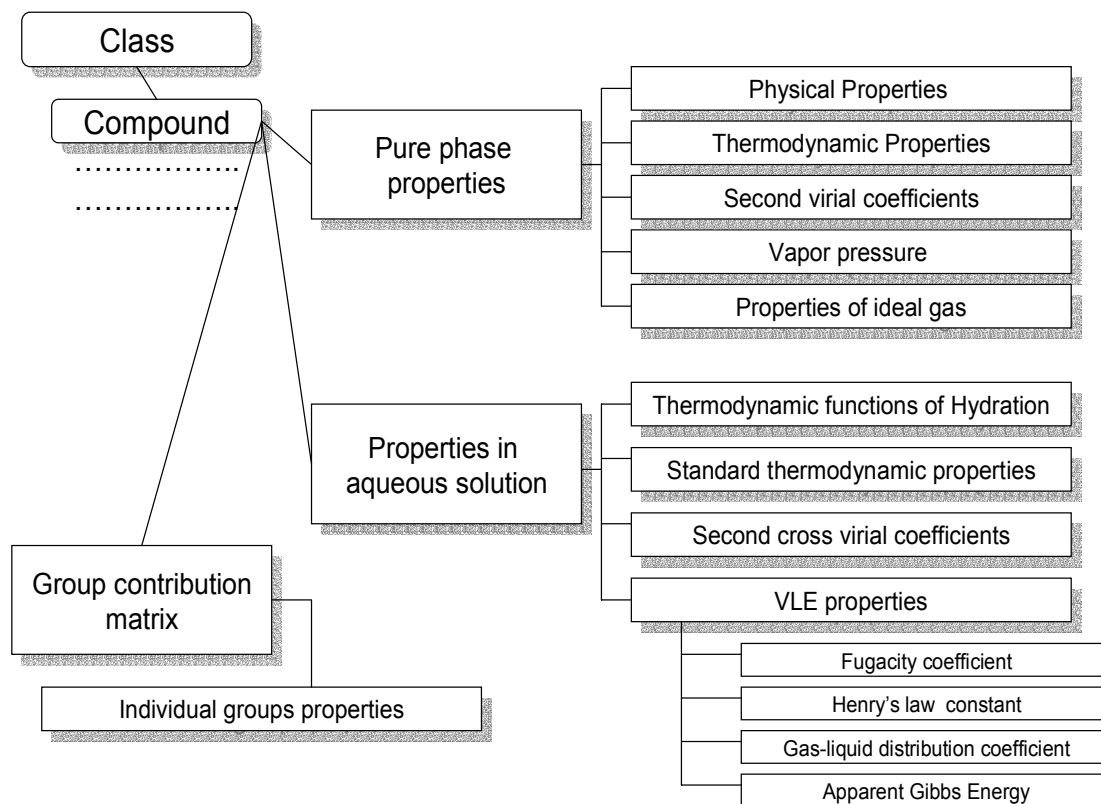 Class
Compound
..................
..................
Pure phase
properties
Physical Properties
Thermodynamic Properties
Second virial coefficients
Vapor pressure
Properties of ideal gas
Properties in
aqueous solution
Thermodynamic functions of Hydration
Standard thermodynamic properties
Second cross virial coefficients
VLE properties
Fugacity coefficient
Henry's law constant
Gas-liquid distribution coefficient
Apparent Gibbs Energy
Group contribution
matrix
Individual groups properties